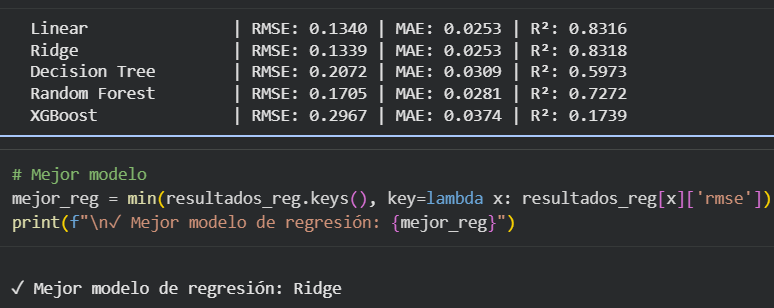 Linear | RMSE: 0.1340 | MAE: 0.0253 | R²: 0.8316
Ridge | RMSE: 0.1339 | MAE: 0.0253 | R²: 0.8318
Decision Tree | RMSE: 0.2072 | MAE: 0.0309 | R²: 0.5973
Random Forest | RMSE: 0.1705 | MAE: 0.0281 | R²: 0.7272
XGBoost | RMSE: 0.2967 | MAE: 0.0374 | R²: 0.1739
# Mejor modelo
mejor_reg = min(resultados_reg.keys(), key=lambda x: resultados_reg[x]['rmse'])
print(f"\n✓ Mejor modelo de regresión: {mejor_reg}")
✓ Mejor modelo de regresión: Ridge